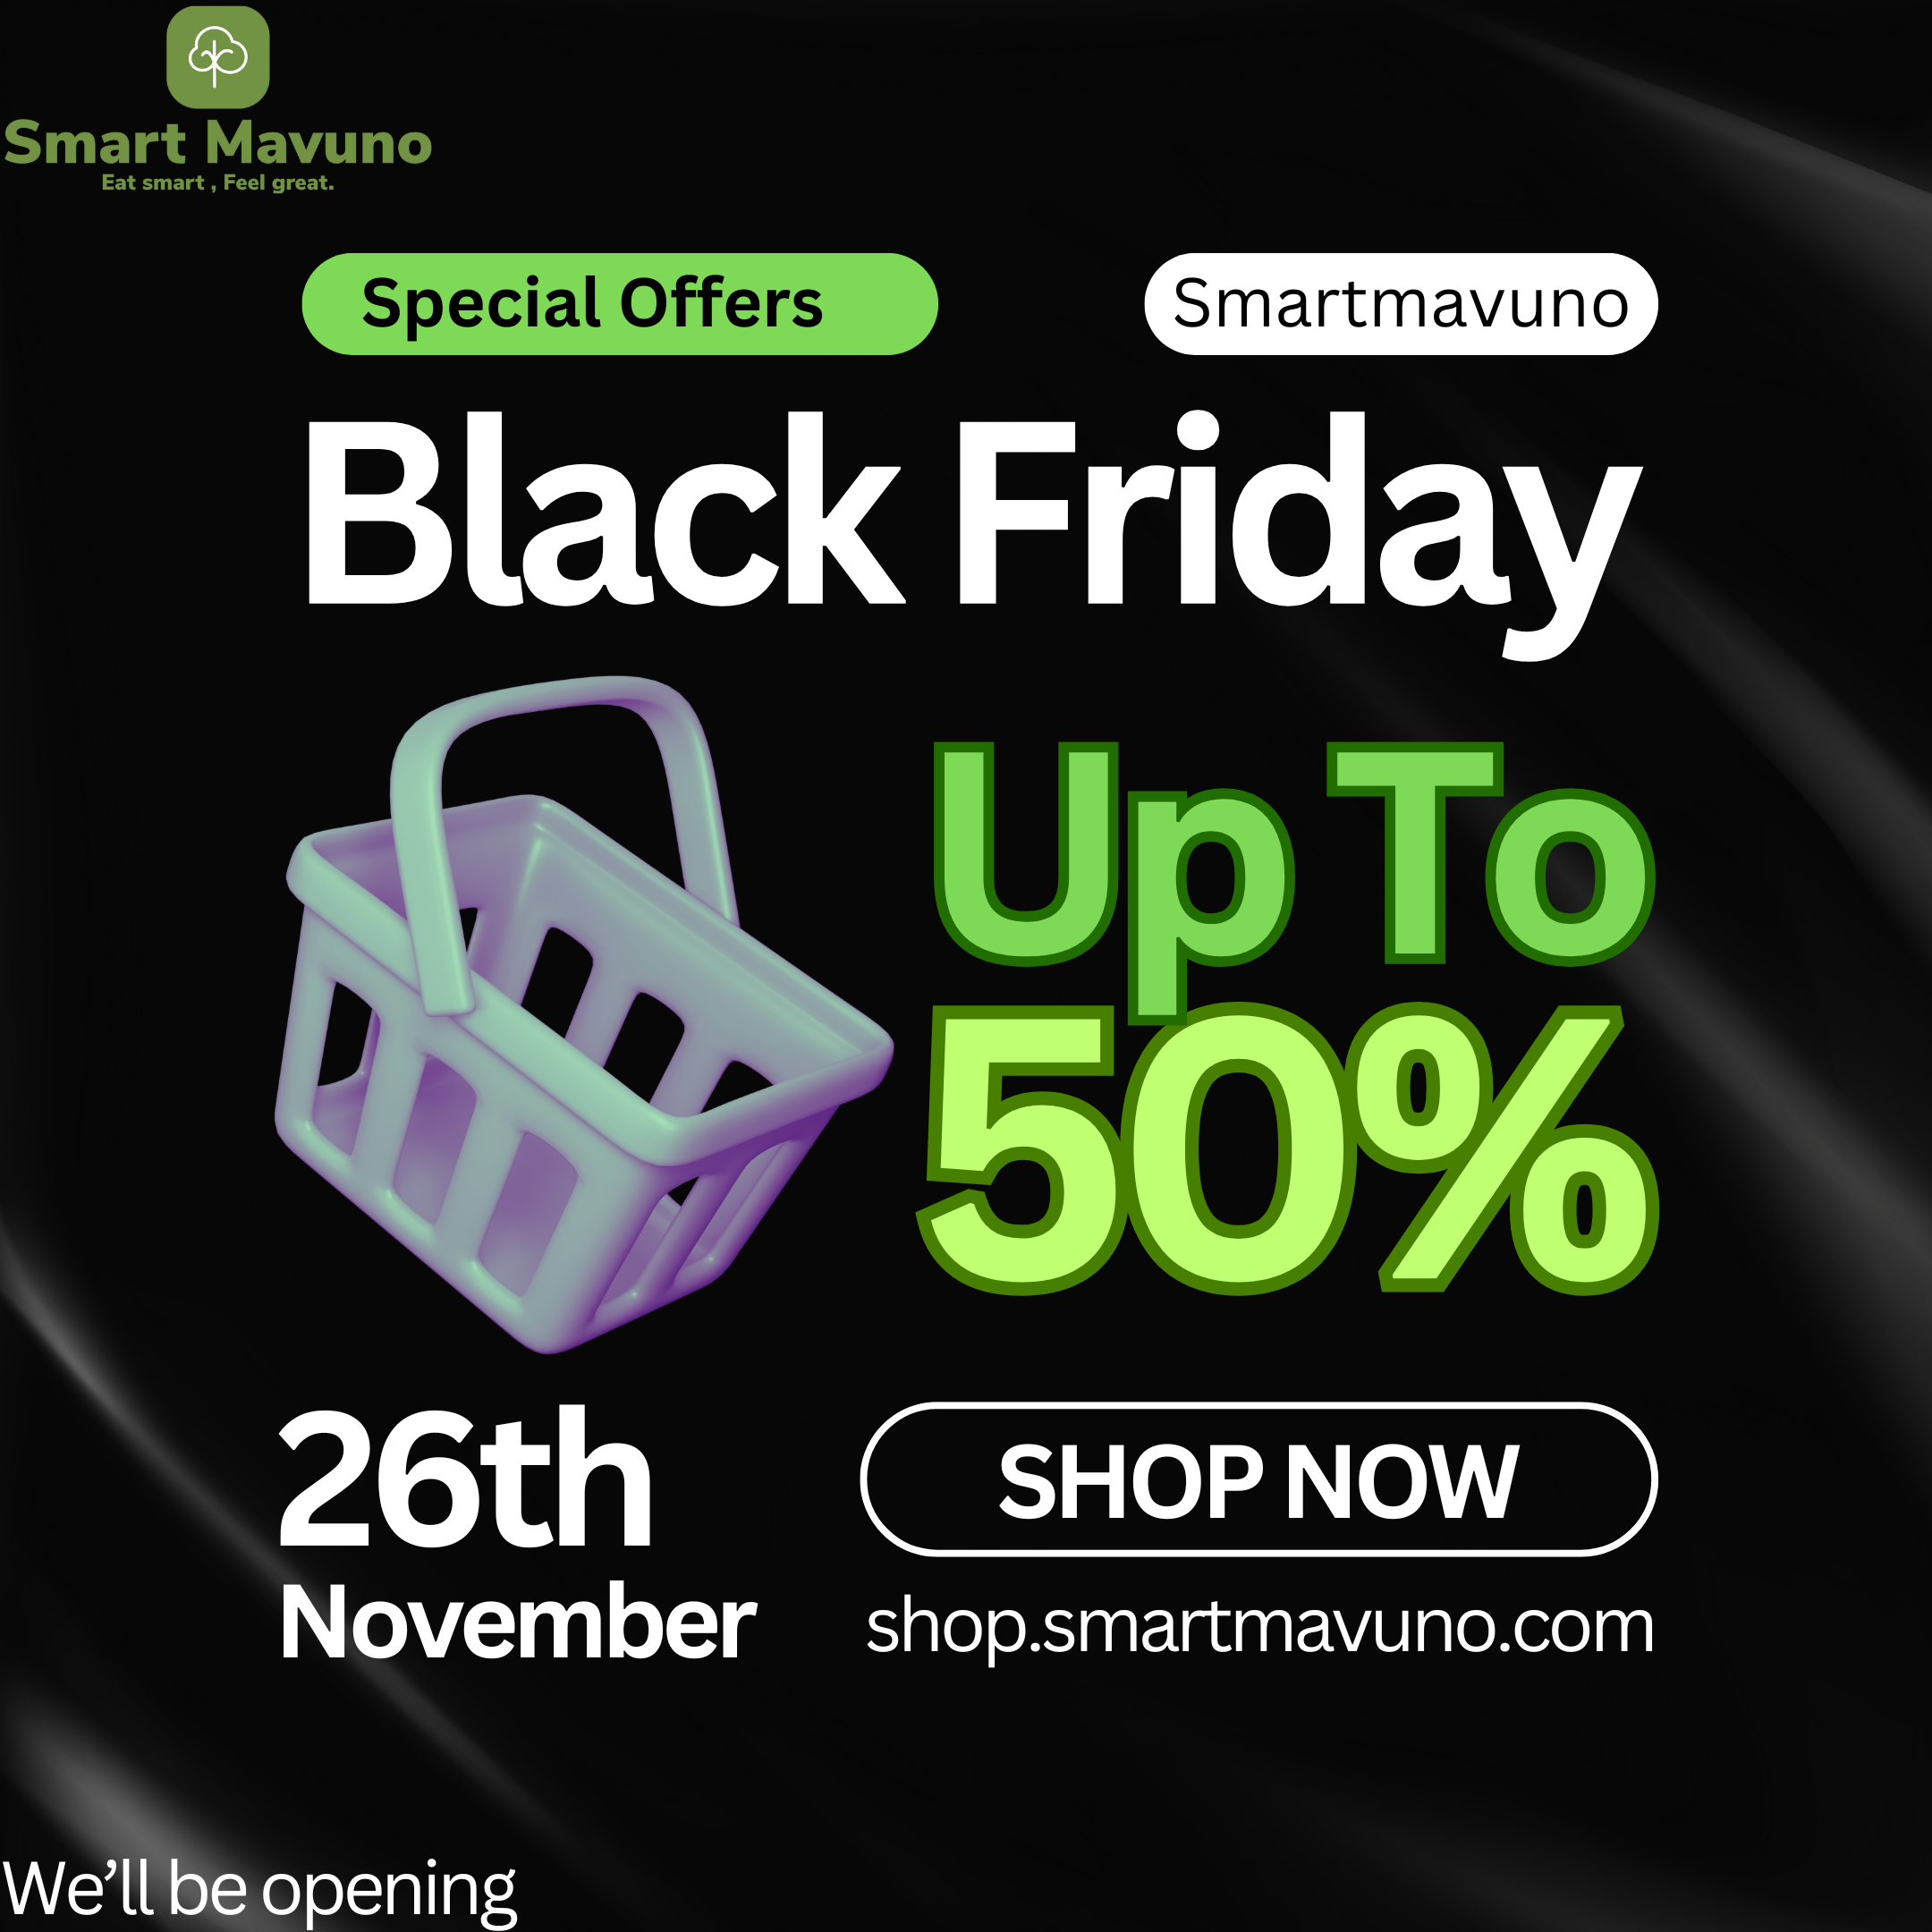 Smart Mavuno
Eat smart , Feel great.
Special Offers
Smartmavuno
Black Friday
Up To
50%
26th
November
SHOP NOW
shop.smartmavuno.com
We'll be opening